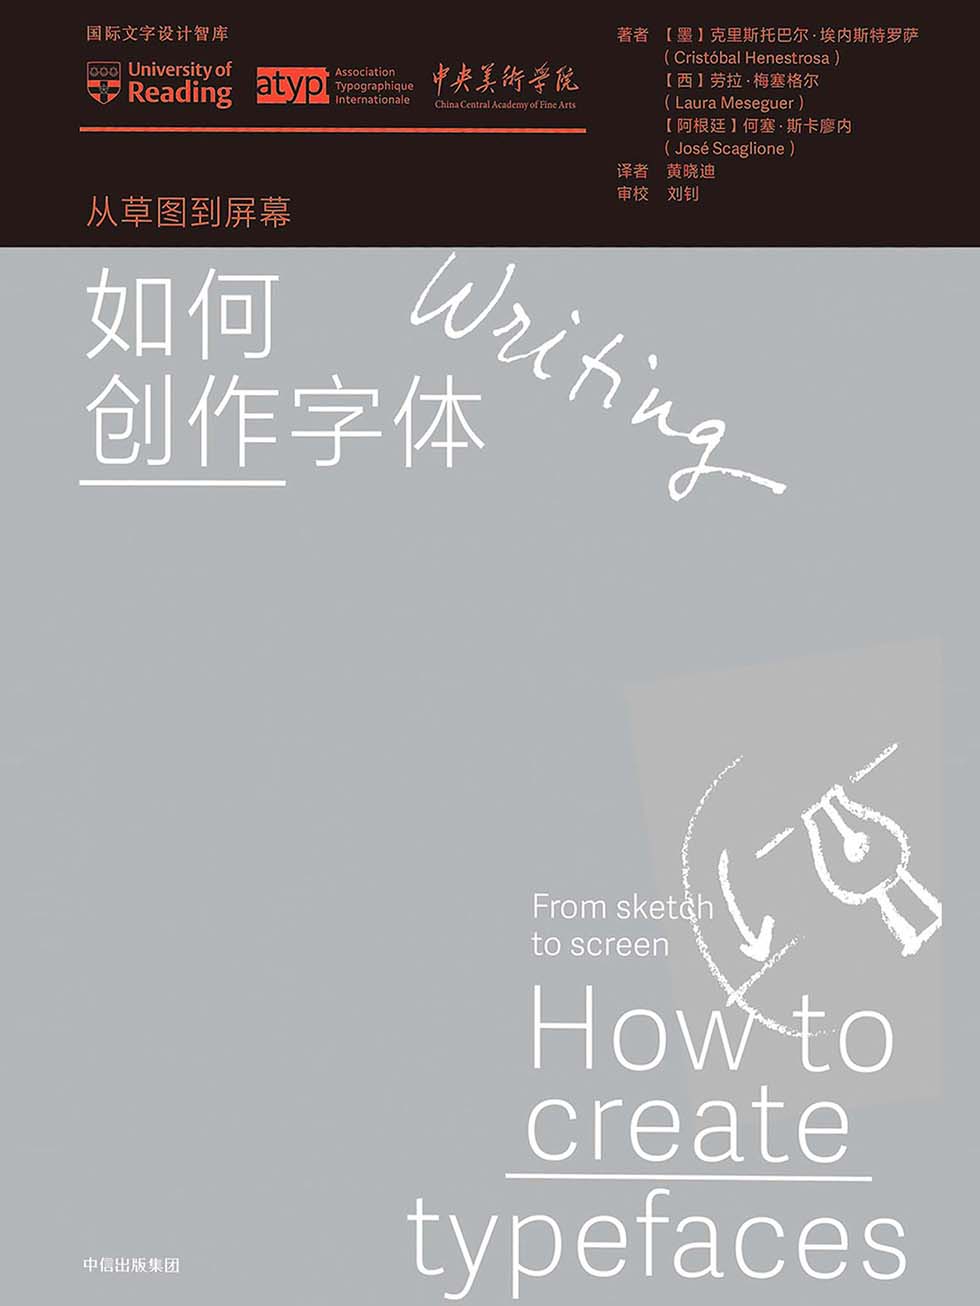 国际文字设计智库
University of
Reading
atypi
Association
Typographique
Internationale
中央美術学院
China Central Academy of Fine Arts
著者 【墨】克里斯托巴尔·埃内斯特罗萨
( Cristóbal Henestrosa )
【西】劳拉·梅塞格尔
( Laura Meseguer )
【阿根廷】何塞·斯卡廖内
( José Scaglione )
译者 黄晓迪
审校 刘钊
从草图到屏幕
如何
创作字体
Writing
From sketch
to screen
How to
create
typefaces
中信出版集团